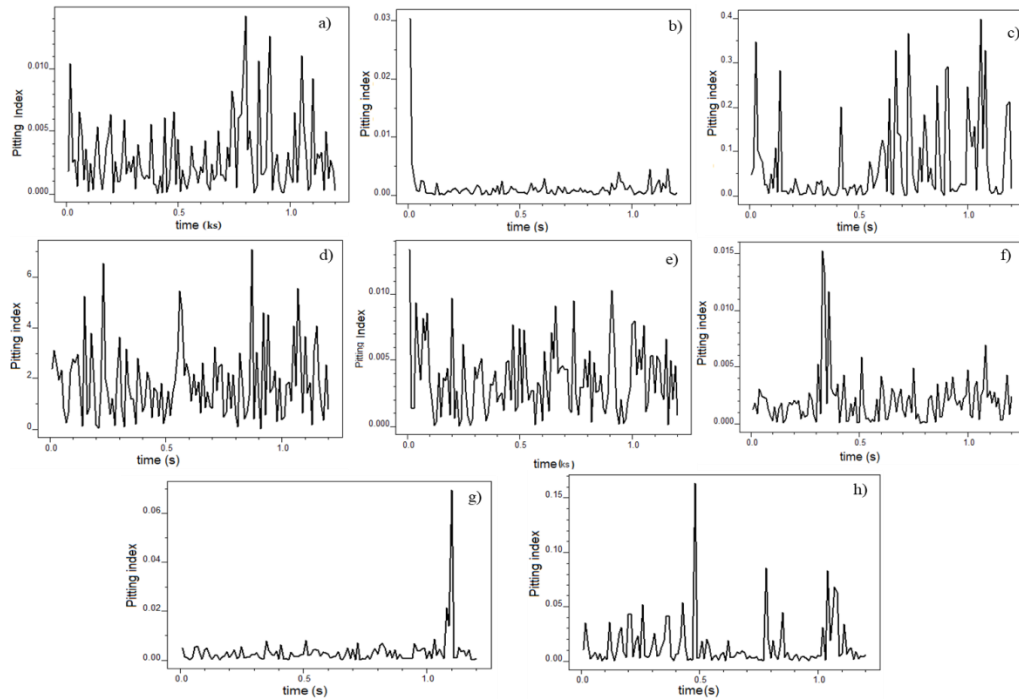 a)
Pitting Index
0.010
0.005
0.000
0.0 0.5 1.0
time (ks)
b)
Pitting index
0.03
0.02
0.01
0.00
0.0 0.5 1.0
time (s)
c)
Pitting index
0.4
0.3
0.2
0.1
0.0
0.0 0.5 1.0
time (s)
d)
Pitting index
6
4
2
0
0.0 0.5 1.0
time (s)
e)
Pitting Index
0.010
0.005
0.000
0.0 0.5 1.0
time (ks)
f)
Pitting index
0.015
0.010
0.005
0.000
0.0 0.5 1.0
time (s)
g)
Pitting index
0.06
0.04
0.02
0.00
0.0 0.5 1.0
time (s)
h)
Pitting index
0.15
0.10
0.05
0.00
0.0 0.5 1.0
time(s)